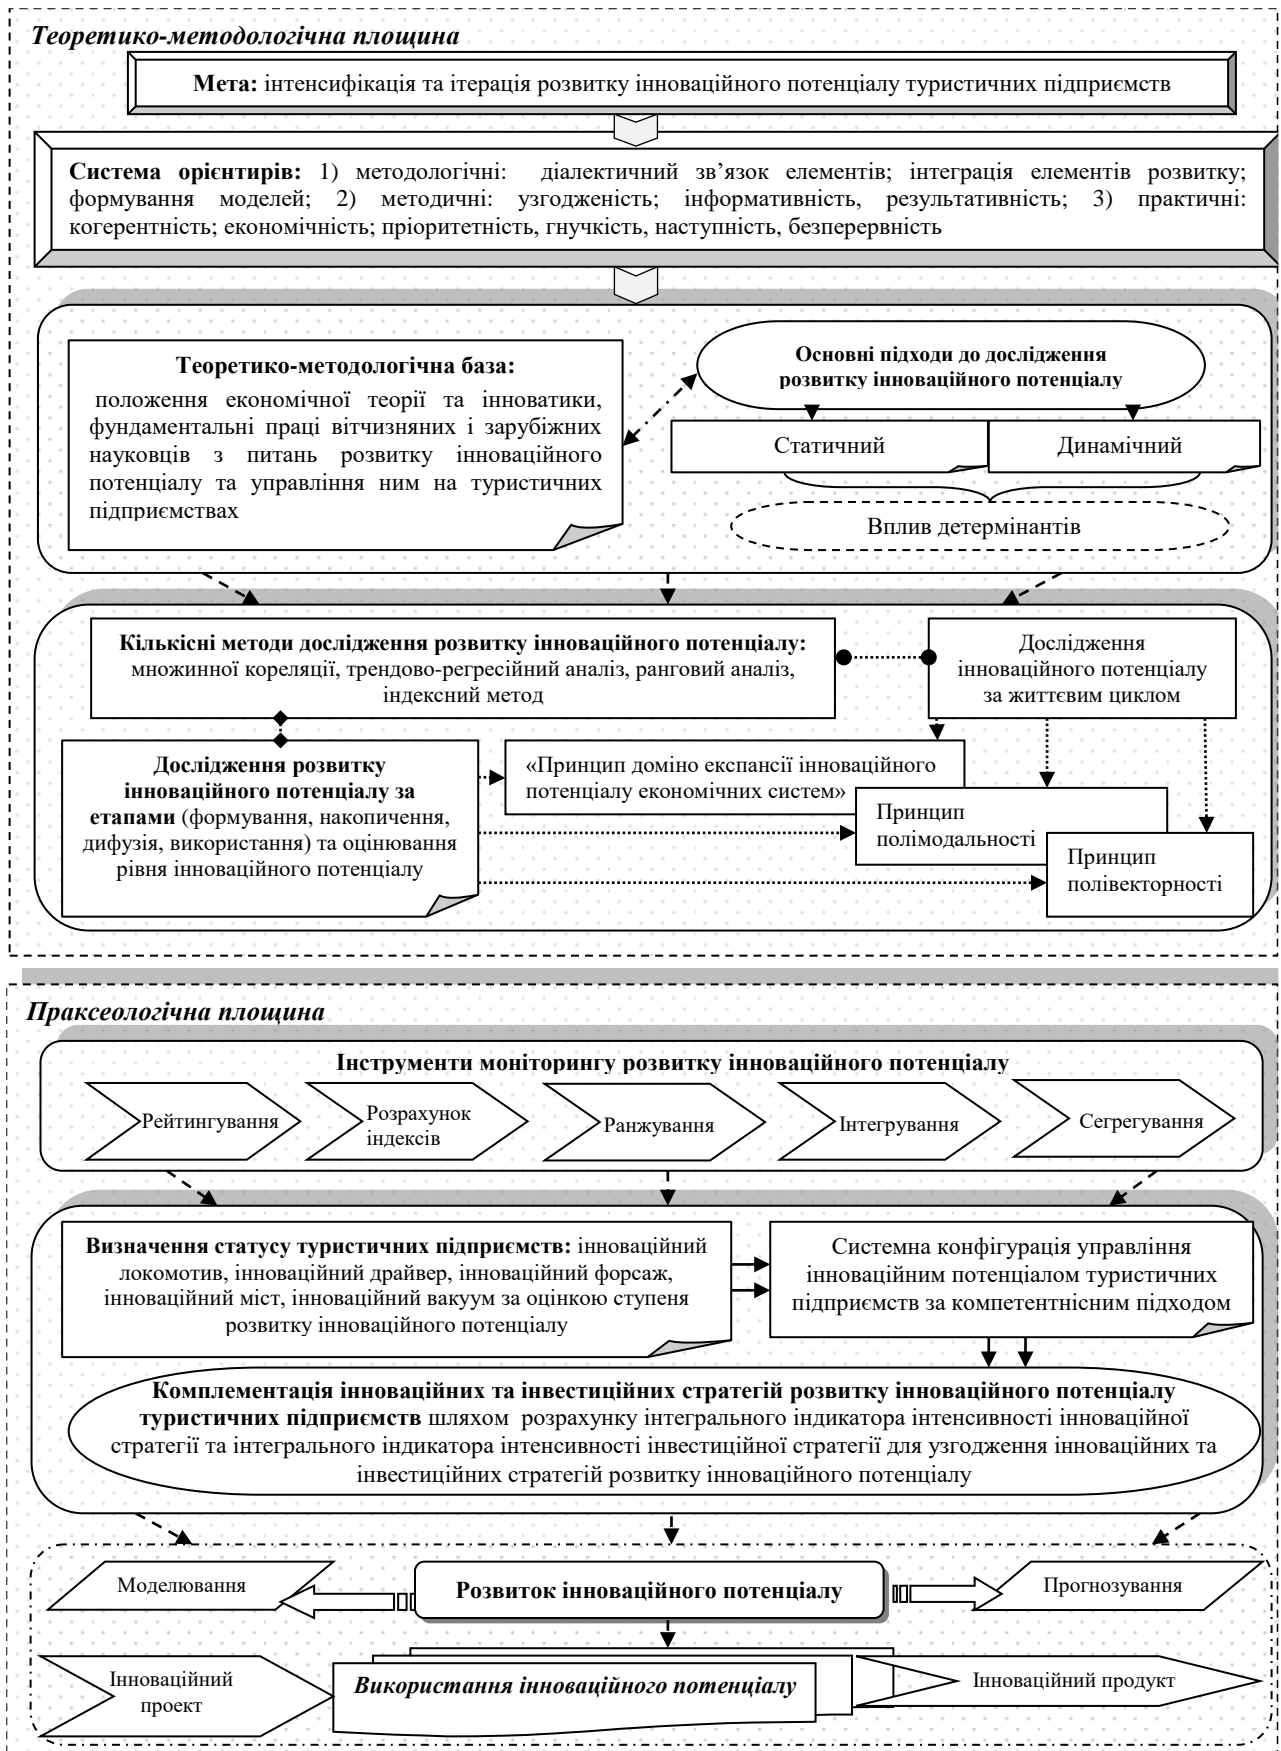 Теоретико-методологічна площина
Мета: інтенсифікація та ітерація розвитку інноваційного потенціалу туристичних підприємств
Система орієнтирів: 1) методологічні: діалектичний зв’язок елементів; інтеграція елементів розвитку;
формування моделей; 2) методичні: узгодженість; інформативність, результативність; 3) практичні:
когерентність; економічність; пріоритетність, гнучкість, наступність, безперервність
Теоретико-методологічна база:
положення економічної теорії та інноватики,
фундаментальні праці вітчизняних і зарубіжних
науковців з питань розвитку інноваційного
потенціалу та управління ним на туристичних
підприємствах
Основні підходи до дослідження
розвитку інноваційного потенціалу
Статичний
Динамічний
Вплив детермінантів
Кількісні методи дослідження розвитку інноваційного потенціалу:
множинної кореляції, трендово-регресійний аналіз, ранговий аналіз,
індексний метод
Дослідження
інноваційного потенціалу
за життєвим циклом
Дослідження розвитку
інноваційного потенціалу за
етапами (формування, накопичення,
дифузія, використання) та оцінювання
рівня інноваційного потенціалу
«Принцип доміно експансії інноваційного
потенціалу економічних систем»
Принцип
полімодальності
Принцип
полівекторності
Праксеологічна площина
Інструменти моніторингу розвитку інноваційного потенціалу
Рейтингування
Розрахунок
індексів
Ранжування
Інтегрування
Сегрегування
Визначення статусу туристичних підприємств: інноваційний
локомотив, інноваційний драйвер, інноваційний форсаж,
інноваційний міст, інноваційний вакуум за оцінкою ступеня
розвитку інноваційного потенціалу
Системна конфігурація управління
інноваційним потенціалом туристичних
підприємств за компетентнісним підходом
Комплементація інноваційних та інвестиційних стратегій розвитку інноваційного потенціалу
туристичних підприємств шляхом розрахунку інтегрального індикатора інтенсивності інноваційної
стратегії та інтегрального індикатора інтенсивності інвестиційної стратегії для узгодження інноваційних та
інвестиційних стратегій розвитку інноваційного потенціалу
Моделювання
Розвиток інноваційного потенціалу
Прогнозування
Інноваційний
проект
Використання інноваційного потенціалу
Інноваційний продукт